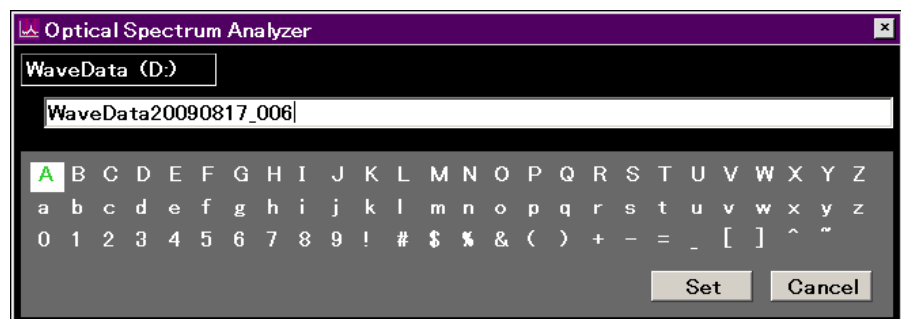 Optical Spectrum Analyzer
WaveData (D:)
WaveData20090817_006
A B C D E F G H I J K L M N O P Q R S T U V W X Y Z
a b c d e f g h i j k l m n o p q r s t u v w x y z
0 1 2 3 4 5 6 7 8 9 ! # $ % & ( ) + - = _ [ ] ^ ~
Set Cancel